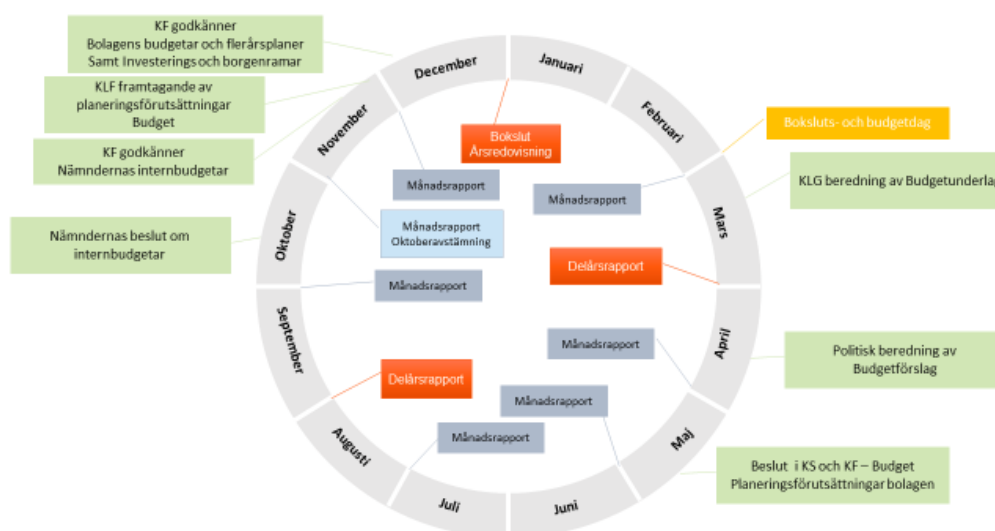 KF godkänner
Bolagens budgetar och flerårsplaner
Samt Investerings och borgenramar
KLF framtagande av
planeringsförutsättningar
Budget
KF godkänner
Nämndernas internbudgetar
Nämndernas beslut om
internbudgetar
Januari
Februari
Mars
April
Maj
Juni
Juli
Augusti
September
Oktober
November
December
Bokslut
Årsredovisning
Månadsrapport
Delårsrapport
Månadsrapport
Månadsrapport
Månadsrapport
Delårsrapport
Månadsrapport
Månadsrapport
Oktoberavstämning
Månadsrapport
Boksluts- och budgetdag
KLG beredning av Budgetunderlag
Politisk beredning av
Budgetförslag
Beslut i KS och KF – Budget
Planeringsförutsättningar bolagen